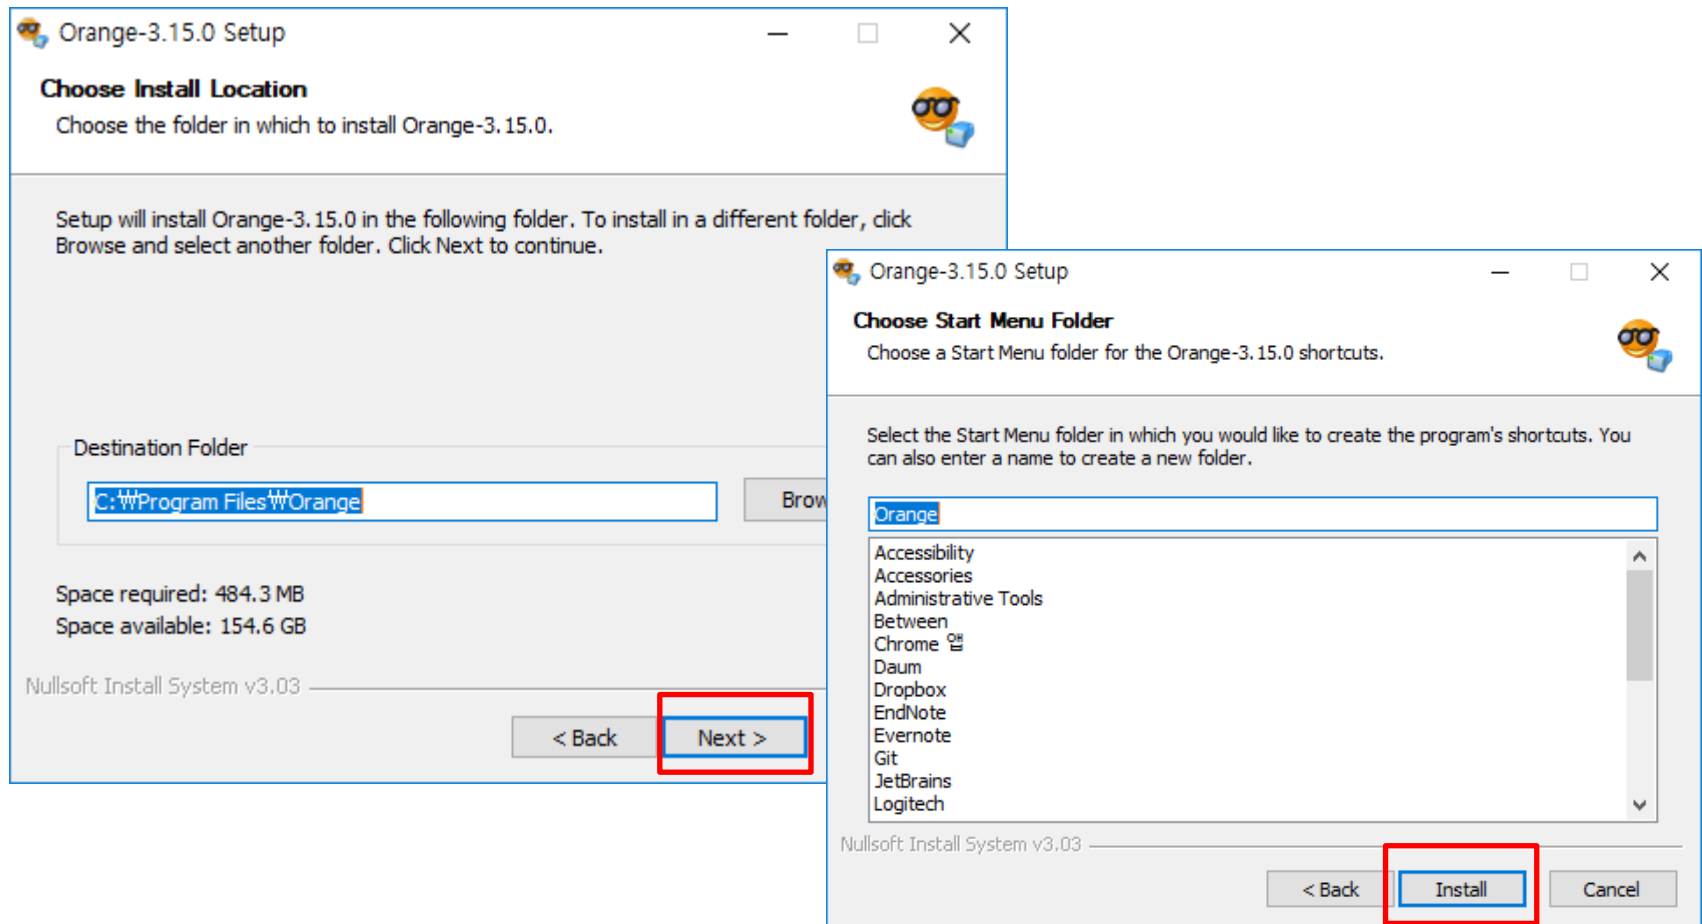 Orange-3.15.0 Setup
Choose Install Location
Choose the folder in which to install Orange-3.15.0.
Setup will install Orange-3.15.0 in the following folder. To install in a different folder, click
Browse and select another folder. Click Next to continue.
Destination Folder
C:₩Program Files₩Orange
Brow
Space required: 484.3 MB
Space available: 154.6 GB
Nullsoft Install System v3.03
< Back
Next >
Orange-3.15.0 Setup
Choose Start Menu Folder
Choose a Start Menu folder for the Orange-3.15.0 shortcuts.
Select the Start Menu folder in which you would like to create the program's shortcuts. You
can also enter a name to create a new folder.
Orange
Accessibility
Accessories
Administrative Tools
Between
Chrome 앱
Daum
Dropbox
EndNote
Evernote
Git
JetBrains
Logitech
Nullsoft Install System v3.03
< Back
Install
Cancel